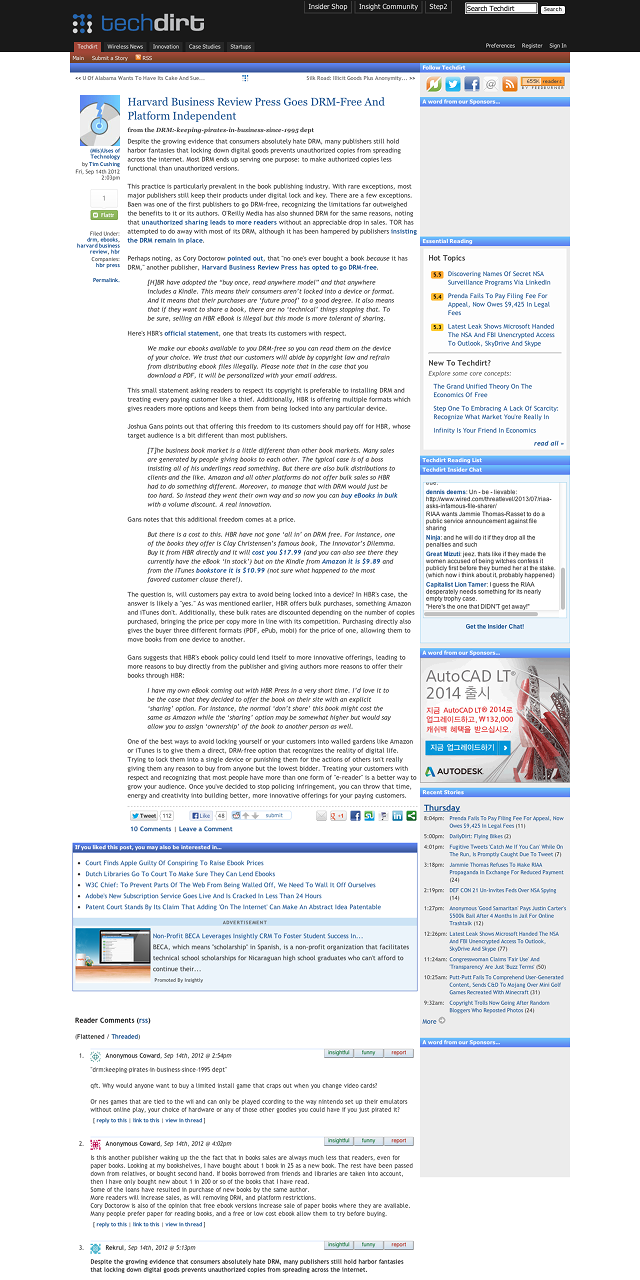 Insider Shop
Insight Community
Step2
Search Techdirt
Search
techdirt
Techdirt
Wireless News
Innovation
Case Studies
Startups
Preferences
Register
Sign In
Main
Submit a Story
RSS
<< U Of Alabama Wants To Have Its Cake And Sue...
Silk Road: Illicit Goods Plus Anonymity... >>
(Mis)Uses of
Technology
by Tim Cushing
Fri, Sep 14th 2012
2:03pm
1
Flattr
Filed Under:
drm, ebooks,
harvard business
review, hbr
Companies:
hbr press
Permalink.
Harvard Business Review Press Goes DRM-Free And
Platform Independent
from the DRM:-keeping-pirates-in-business-since-1995 dept
Despite the growing evidence that consumers absolutely hate DRM, many publishers still hold
harbor fantasies that locking down digital goods prevents unauthorized copies from spreading
across the internet. Most DRM ends up serving one purpose: to make authorized copies less
functional than unauthorized versions.
This practice is particularly prevalent in the book publishing industry. With rare exceptions, most
major publishers still keep their products under digital lock and key. There are a few exceptions.
Baen was one of the first publishers to go DRM-free, recognizing the limitations far outweighed
the benefits to it or its authors. O'Reilly Media has also shunned DRM for the same reasons, noting
that unauthorized sharing leads to more readers without an appreciable drop in sales. TOR has
attempted to do away with most of its DRM, although it has been hampered by publishers insisting
the DRM remain in place.
Perhaps noting, as Cory Doctorow pointed out, that "no one's ever bought a book because it has
DRM," another publisher, Harvard Business Review Press has opted to go DRM-free.
[H]BR have adopted the "buy once, read anywhere model" and that anywhere
includes a Kindle. This means their consumers aren't locked into a device or format.
And it means that their purchases are 'future proof' to a good degree. It also means
that if they want to share a book, there are no 'technical' things stopping that. To
be sure, selling an HBR eBook is illegal but this mode is more tolerant of sharing.
Here's HBR's official statement, one that treats its customers with respect.
We make our ebooks available to you DRM-free so you can read them on the device
of your choice. We trust that our customers will abide by copyright law and refrain
from distributing ebook files illegally. Please note that in the case that you
download a PDF, it will be personalized with your email address.
This small statement asking readers to respect its copyright is preferable to installing DRM and
treating every paying customer like a thief. Additionally, HBR is offering multiple formats which
gives readers more options and keeps them from being locked into any particular device.
Joshua Gans points out that offering this freedom to its customers should pay off for HBR, whose
target audience is a bit different than most publishers.
[T]he business book market is a little different than other book markets. Many sales
are generated by people giving books to each other. The typical case is of a boss
insisting all of his underlings read something. But there are also bulk distributions to
clients and the like. Amazon and all other platforms do not offer bulk sales so HBR
had to do something different. Moreover, to manage that with DRM would just be
too hard. So instead they went their own way and so now you can buy eBooks in bulk
with a volume discount. A real innovation.
Gans notes that this additional freedom comes at a price.
But there is a cost to this. HBR have not gone 'all in' on DRM free. For instance, one
of the books they offer is Clay Christensen's famous book, The Innovator's Dilemma.
Buy it from HBR directly and it will cost you $17.99 (and you can also see there they
currently have the eBook 'in stock') but on the Kindle from Amazon it is $9.89 and
from the iTunes bookstore it is $10.99 (not sure what happened to the most
favored customer clause there!).
The question is, will customers pay extra to avoid being locked into a device? In HBR's case, the
answer is likely a "yes." As was mentioned earlier, HBR offers bulk purchases, something Amazon
and iTunes don't. Additionally, these bulk rates are discounted depending on the number of copies
purchased, bringing the price per copy more in line with its competition. Purchasing directly also
gives the buyer three different formats (PDF, ePub, mobi) for the price of one, allowing them to
move books from one device to another.
Gans suggests that HBR's ebook policy could lend itself to more innovative offerings, leading to
more reasons to buy directly from the publisher and giving authors more reasons to offer their
books through HBR:
I have my own eBook coming out with HBR Press in a very short time. I'd love it to
be the case that they decided to offer the book on their site with an explicit
'sharing' option. For instance, the normal 'don't share' this book might cost the
same as Amazon while the 'sharing' option may be somewhat higher but would say
allow you to assign 'ownership' of the book to another person as well.
One of the best ways to avoid locking yourself or your customers into walled gardens like Amazon
or iTunes is to give them a direct, DRM-free option that recognizes the reality of digital life.
Trying to lock them into a single device or punishing them for the actions of others isn't really
giving them any reason to buy from anyone but the lowest bidder. Treating your customers with
respect and recognizing that most people have more than one form of "e-reader" is a better way to
grow your audience. Once you've decided to stop policing infringement, you can throw that time,
energy and creativity into building better, more innovative offerings for your paying customers.
Tweet
112
Like
48
submit
+1
10 Comments | Leave a Comment
If you liked this post, you may also be interested in...
Court Finds Apple Guilty Of Conspiring To Raise Ebook Prices
Dutch Libraries Go To Court To Make Sure They Can Lend Ebooks
W3C Chief: To Prevent Parts Of The Web From Being Walled Off, We Need To Wall It Off Ourselves
Adobe's New Subscription Service Goes Live And Is Cracked In Less Than 24 Hours
Patent Court Stands By Its Claim That Adding 'On The Internet' Can Make An Abstract Idea Patentable
ADVERTISEMENT
Non-Profit BECA Leverages Insightly CRM To Foster Student Success In...
BECA, which means "scholarship" in Spanish, is a non-profit organization that facilitates
technical school scholarships for Nicaraguan high school graduates who can't afford to
continue their...
Promoted By Insightly
Reader Comments (rss)
(Flattened / Threaded)
1.
Anonymous Coward, Sep 14th, 2012 @ 2:54pm
insightful
funny
report
"drm:keeping pirates in business since 1995 dept"
qft. Why would anyone want to buy a limited install game that craps out when you change video cards?
Or nes games that are tied to the wii and can only be played ccording to the way nintendo set up their emulators
without online play, your choice of hardware or any of those other goodies you could have if you just pirated it?
[ reply to this | link to this | view in thread ]
2.
Anonymous Coward, Sep 14th, 2012 @ 4:02pm
insightful
funny
report
Is this another publisher waking up the the fact that in books sales are always much less that readers, even for
paper books. Looking at my bookshelves, I have bought about 1 book in 25 as a new book. The rest have been passed
down from relatives, or bought second hand. If books borrowed from friends and libraries are taken into account,
then I have only bought new about 1 in 200 or so of the books that I have read.
Some of the loans have resulted in purchase of new books by the same author.
More readers will increase sales, as will removing DRM, and platform restrictions.
Cory Doctorow is also of the opinion that free ebook versions increase sale of paper books where they are available.
Many people prefer paper for reading books, and a free or low cost ebook allow them to try before buying.
[ reply to this | link to this | view in thread ]
3.
Rekrul, Sep 14th, 2012 @ 5:13pm
insightful
funny
report
Despite the growing evidence that consumers absolutely hate DRM, many publishers still hold harbor fantasies
that locking down digital goods prevents unauthorized copies from spreading across the internet.
Follow Techdirt
655K readers
BY FEEDBURNER
A word from our Sponsors...
Essential Reading
Hot Topics
5.5
Discovering Names Of Secret NSA
Surveillance Programs Via LinkedIn
5.4
Prenda Fails To Pay Filing Fee For
Appeal, Now Owes $9,425 In Legal
Fees
5.3
Latest Leak Shows Microsoft Handed
The NSA And FBI Unencrypted Access
To Outlook, SkyDrive And Skype
New To Techdirt?
Explore some core concepts:
The Grand Unified Theory On The
Economics Of Free
Step One To Embracing A Lack Of Scarcity:
Recognize What Market You're Really In
Infinity Is Your Friend In Economics
read all »
Techdirt Reading List
Techdirt Insider Chat
dennis deems: Un - be - lievable:
http://www.wired.com/threatlevel/2013/07/riaa-
asks-infamous-file-sharer/
RIAA wants Jammie Thomas-Rasset to do a
public service announcement against file
sharing
Ninja: and he will do it if they drop all the
penalties and such
Great Mizuti: jeez. thats like if they made the
women accused of being witches confess it
publicly first before they burned her at the stake.
(which now i think about it, probably happened)
Capitalist Lion Tamer: I guess the RIAA
desperately needs something for its nearly
empty trophy case.
"Here's the one that DIDN'T get away!"
Get the Insider Chat!
A word from our Sponsors...
AutoCAD LT®
2014 출시
지금 AutoCAD LT® 2014로
업그레이드하고, ₩132,000
캐쉬백 혜택을 받으십시오.
지금 업그레이드하기
AUTODESK
Recent Stories
Thursday
8:04pm: Prenda Fails To Pay Filing Fee For Appeal, Now
Owes $9,425 In Legal Fees (11)
5:00pm: DailyDirt: Flying Bikes (2)
4:01pm: Fugitive Tweets 'Catch Me If You Can' While On
The Run, Is Promptly Caught Due To Tweet (7)
3:18pm: Jammie Thomas Refuses To Make RIAA
Propaganda In Exchange For Reduced Payment
(24)
2:19pm: DEF CON 21 Un-Invites Feds Over NSA Spying
(14)
1:27pm: Anonymous 'Good Samaritan' Pays Justin Carter's
$500k Bail After 4 Months In Jail For Online
Trashtalk (12)
12:26pm: Latest Leak Shows Microsoft Handed The NSA
And FBI Unencrypted Access To Outlook,
SkyDrive And Skype (77)
11:24am: Congresswoman Claims 'Fair Use' And
'Transparency' Are Just 'Buzz Terms' (50)
10:25am: Putt-Putt Fails To Comprehend User-Generated
Content, Sends C&D To Mojang Over Mini Golf
Games Recreated With Minecraft (31)
9:32am: Copyright Trolls Now Going After Random
Bloggers Who Reposted Photos (24)
More
A word from our Sponsors...